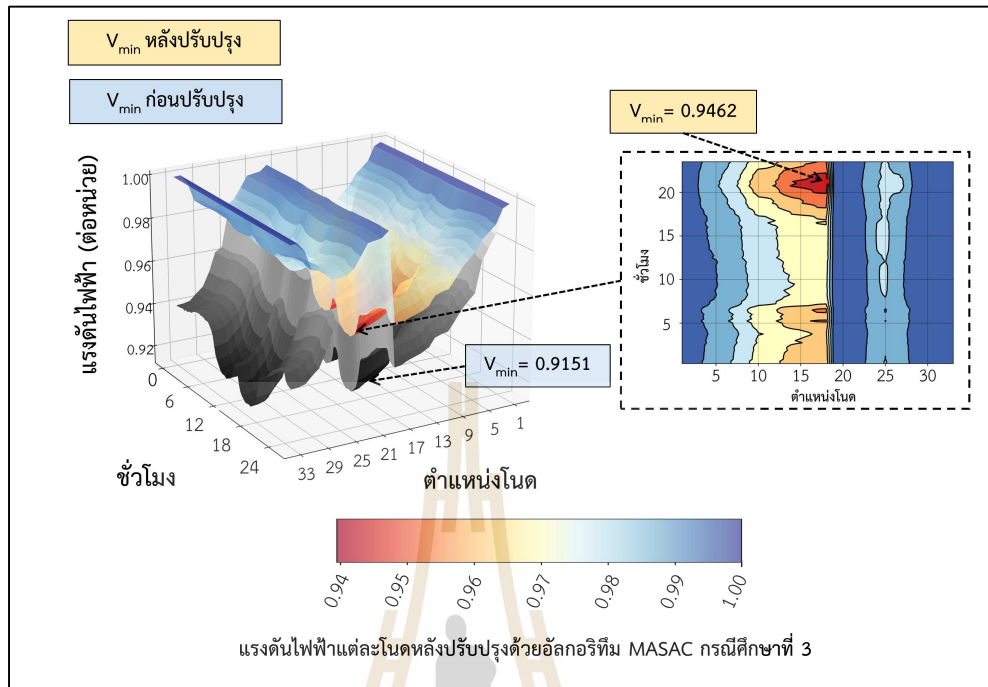 V_min หลังปรับปรุง
V_min ก่อนปรับปรุง
V_min = 0.9462
แรงดันไฟฟ้า (ต่อหน่วย)
1.00
0.98
0.96
0.94
0.92
0
6
12
18
24
ชั่วโมง
33 29 25 21 17 13 9 5 1
ตำแหน่งโนด
V_min = 0.9151
ชั่วโมง
20
15
10
5
5 10 15 20 25 30
ตำแหน่งโนด
0.94 0.95 0.96 0.97 0.98 0.99 1.00
แรงดันไฟฟ้าแต่ละโนดหลังปรับปรุงด้วยอัลกอริทึม MASAC กรณีศึกษาที่ 3